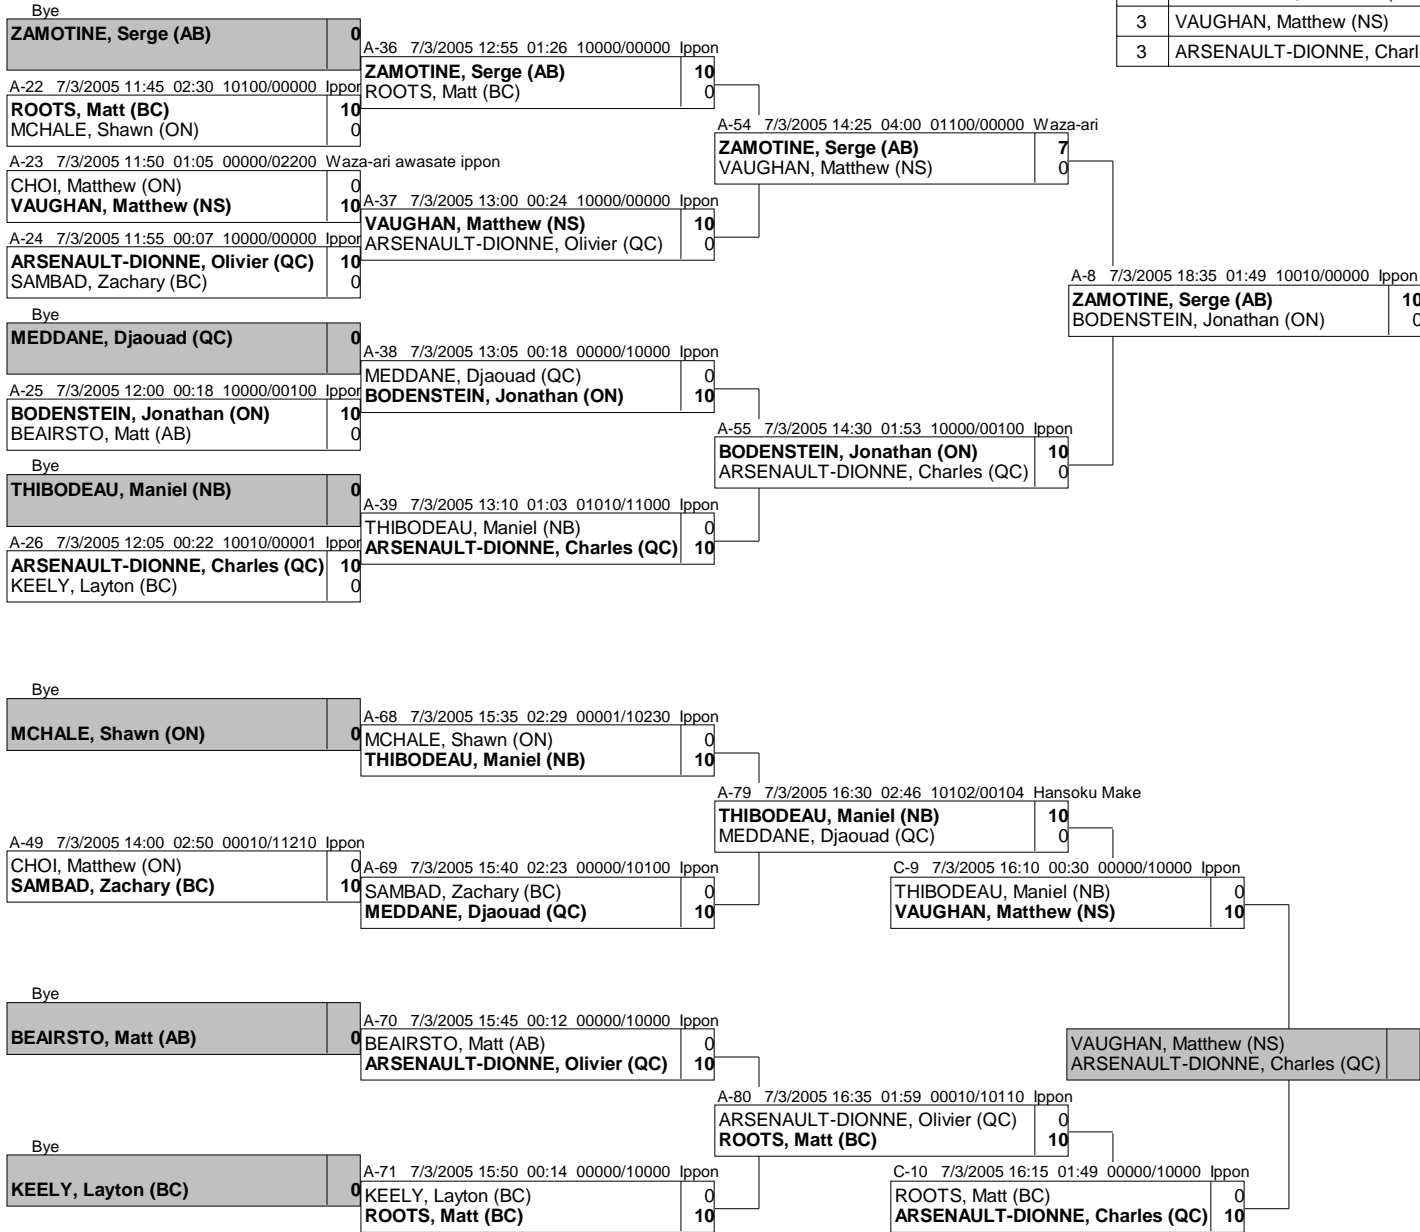 3 VAUGHAN, Matthew (NS)
3 ARSENAULT-DIONNE, Charl
Bye
ZAMOTINE, Serge (AB) 0
A-22 7/3/2005 11:45 02:30 10100/00000 Ippon
ROOTS, Matt (BC) 10
MCHALE, Shawn (ON) 0
A-23 7/3/2005 11:50 01:05 00000/02200 Waza-ari awasate ippon
CHOI, Matthew (ON) 0
VAUGHAN, Matthew (NS) 10
A-24 7/3/2005 11:55 00:07 10000/00000 Ippon
ARSENAULT-DIONNE, Olivier (QC) 10
SAMBAD, Zachary (BC) 0
Bye
MEDDANE, Djaouad (QC) 0
A-25 7/3/2005 12:00 00:18 10000/00100 Ippon
BODENSTEIN, Jonathan (ON) 10
BEAIRSTO, Matt (AB) 0
Bye
THIBODEAU, Maniel (NB) 0
A-26 7/3/2005 12:05 00:22 10010/00001 Ippon
ARSENAULT-DIONNE, Charles (QC) 10
KEELY, Layton (BC) 0
A-36 7/3/2005 12:55 01:26 10000/00000 Ippon
ZAMOTINE, Serge (AB) 10
ROOTS, Matt (BC) 0
A-37 7/3/2005 13:00 00:24 10000/00000 Ippon
VAUGHAN, Matthew (NS) 10
ARSENAULT-DIONNE, Olivier (QC) 0
A-38 7/3/2005 13:05 00:18 00000/10000 Ippon
MEDDANE, Djaouad (QC) 0
BODENSTEIN, Jonathan (ON) 10
A-39 7/3/2005 13:10 01:03 01010/11000 Ippon
THIBODEAU, Maniel (NB) 0
ARSENAULT-DIONNE, Charles (QC) 10
A-54 7/3/2005 14:25 04:00 01100/00000 Waza-ari
ZAMOTINE, Serge (AB) 7
VAUGHAN, Matthew (NS) 0
A-55 7/3/2005 14:30 01:53 10000/00100 Ippon
BODENSTEIN, Jonathan (ON) 10
ARSENAULT-DIONNE, Charles (QC) 0
A-8 7/3/2005 18:35 01:49 10010/00000 Ippon
ZAMOTINE, Serge (AB) 10
BODENSTEIN, Jonathan (ON) 0
Bye
MCHALE, Shawn (ON) 0
A-49 7/3/2005 14:00 02:50 00010/11210 Ippon
CHOI, Matthew (ON) 0
SAMBAD, Zachary (BC) 10
Bye
BEAIRSTO, Matt (AB) 0
Bye
KEELY, Layton (BC) 0
A-68 7/3/2005 15:35 02:29 00001/10230 Ippon
MCHALE, Shawn (ON) 0
THIBODEAU, Maniel (NB) 10
A-69 7/3/2005 15:40 02:23 00000/10100 Ippon
SAMBAD, Zachary (BC) 0
MEDDANE, Djaouad (QC) 10
A-70 7/3/2005 15:45 00:12 00000/10000 Ippon
BEAIRSTO, Matt (AB) 0
ARSENAULT-DIONNE, Olivier (QC) 10
A-71 7/3/2005 15:50 00:14 00000/10000 Ippon
KEELY, Layton (BC) 0
ROOTS, Matt (BC) 10
A-79 7/3/2005 16:30 02:46 10102/00104 Hansoku Make
THIBODEAU, Maniel (NB) 10
MEDDANE, Djaouad (QC) 0
A-80 7/3/2005 16:35 01:59 00010/10110 Ippon
ARSENAULT-DIONNE, Olivier (QC) 0
ROOTS, Matt (BC) 10
C-9 7/3/2005 16:10 00:30 00000/10000 Ippon
THIBODEAU, Maniel (NB) 0
VAUGHAN, Matthew (NS) 10
C-10 7/3/2005 16:15 01:49 00000/10000 Ippon
ROOTS, Matt (BC) 0
ARSENAULT-DIONNE, Charles (QC) 10
VAUGHAN, Matthew (NS)
ARSENAULT-DIONNE, Charles (QC)